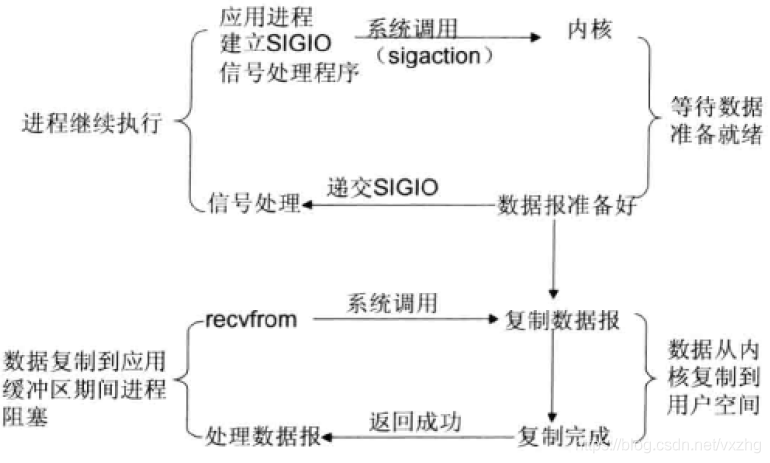 应用进程
建立SIGIO
信号处理程序
系统调用
（sigaction）
内核
进程继续执行
等待数据
准备就绪
信号处理
递交SIGIO
数据报准备好
recvfrom
系统调用
复制数据报
数据复制到应用
缓冲区期间进程
阻塞
数据从内
核复制到
用户空间
处理数据报
返回成功
复制完成
https://blog.csdn.net/vxzhg